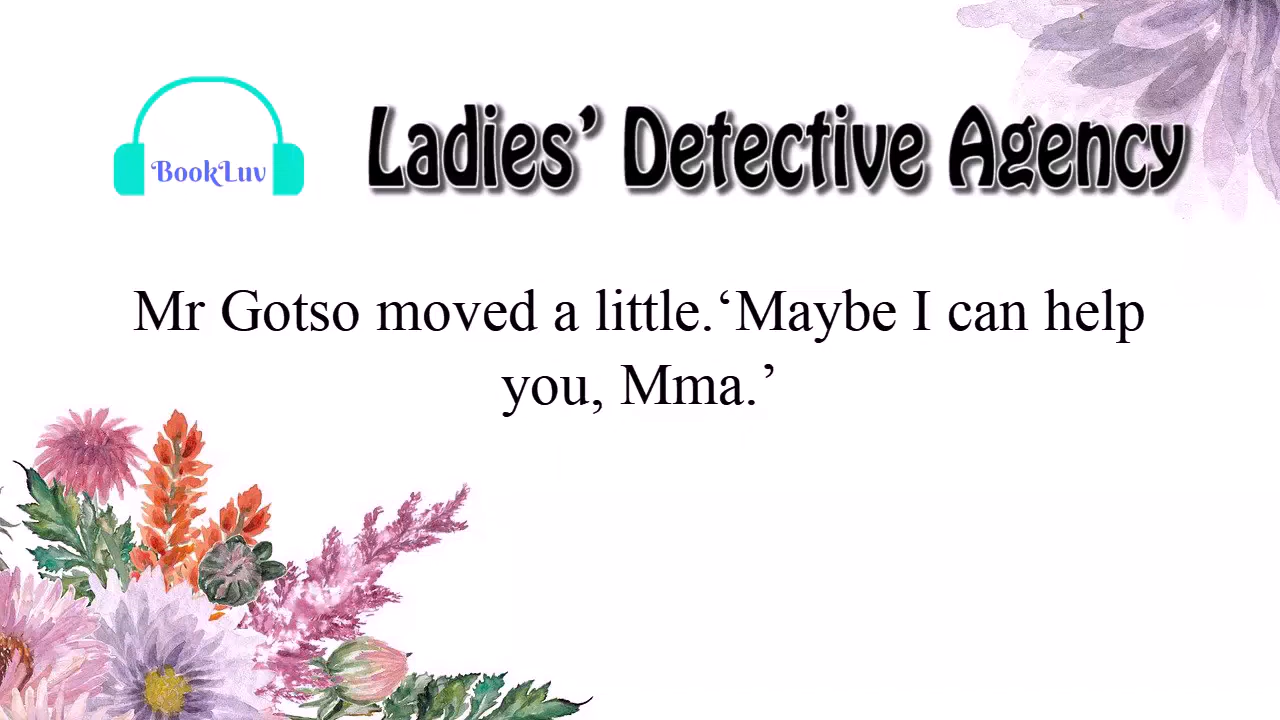 BookLuv
Ladies’ Detective Agency
Mr Gotso moved a little.‘Maybe I can help
you, Mma.’